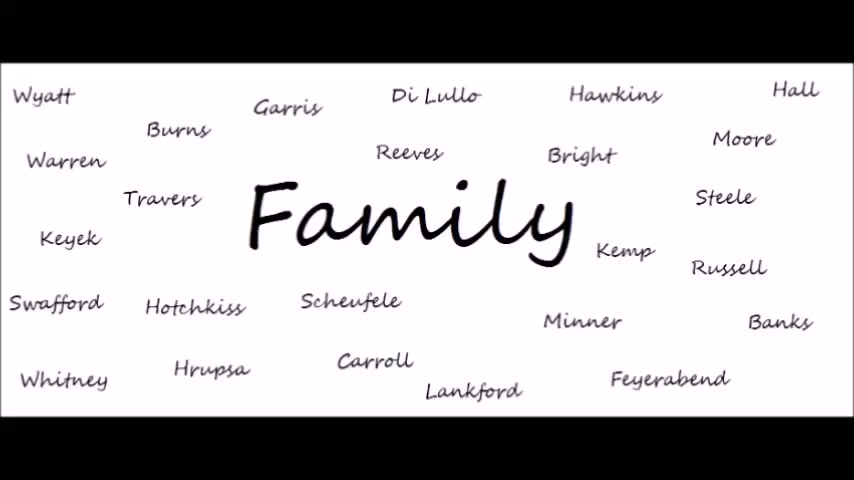 Wyatt
Garris
Di Lullo
Hawkins
Hall
Burns
Moore
Warren
Reeves
Bright
Travers
Family
Steele
Keyek
Kemp
Russell
Swafford
Hotchkiss
Scheufele
Minner
Banks
Whitney
Hrupsa
Carroll
Lankford
Feyerabend